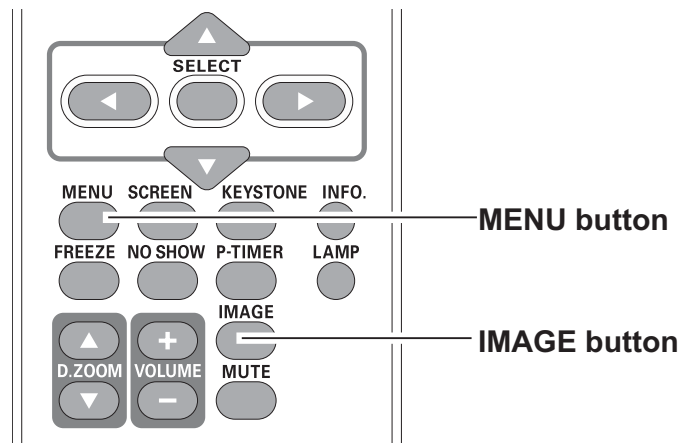 SELECT
MENU SCREEN KEYSTONE INFO.
MENU button
FREEZE NO SHOW P-TIMER LAMP
IMAGE
IMAGE button
D.ZOOM VOLUME MUTE